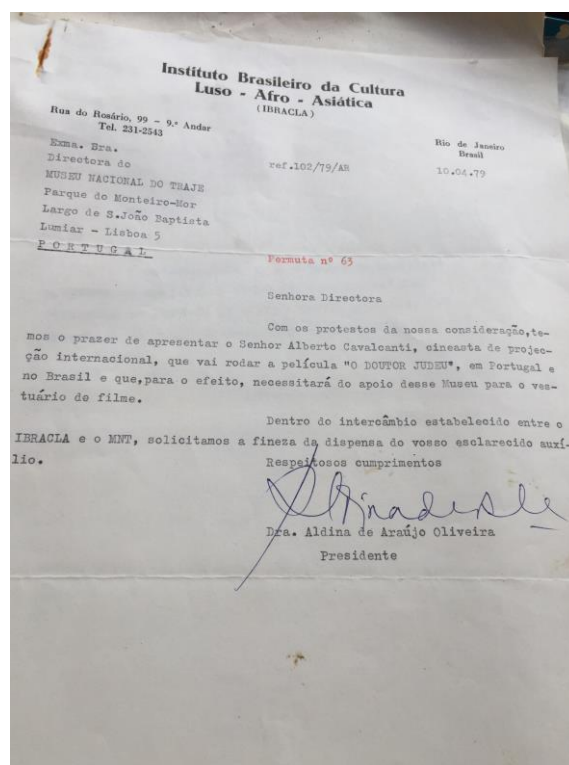 Instituto Brasileiro da Cultura
Luso - Afro - Asiática
(IBRACLA)
Rua do Rosário, 99 - 9.º Andar
Tel. 231-2543
Rio de Janeiro
Brasil
Exma. Sra.
Directora do
MUSEU NACIONAL DO TRAJE
Parque do Monteiro-Mor
Largo de S.João Baptista
Lumiar - Lisboa 5
PORTUGAL
ref.102/79/AR
10.04.79
Permuta nº 63
Senhora Directora
Com os protestos da nossa consideração,te-
mos o prazer de apresentar o Senhor Alberto Cavalcanti, cineasta de projec-
ção internacional, que vai rodar a película "O DOUTOR JUDEU", em Portugal e
no Brasil e que,para o efeito, necessitará do apoio desse Museu para o ves-
tuário do filme.
Dentro do intercâmbio estabelecido entre o
IBRACLA e o MNT, solicitamos a fineza da dispensa do vosso esclarecido auxí-
lio.
Respeitosos cumprimentos
Dra. Aldina de Araújo Oliveira
Presidente